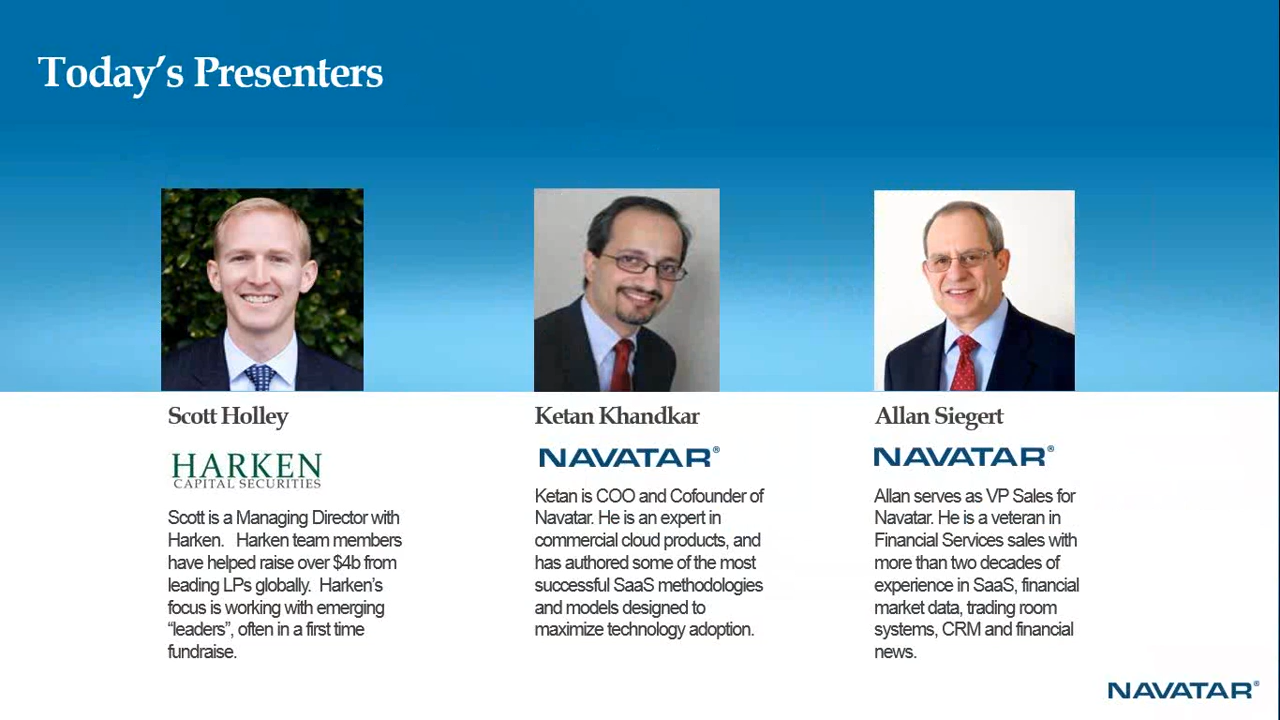 Today’s Presenters
Scott Holley
HARKEN
CAPITAL SECURITIES
Scott is a Managing Director with
Harken. Harken team members
have helped raise over $4b from
leading LPs globally. Harken’s
focus is working with emerging
“leaders”, often in a first time
fundraise.
Ketan Khandkar
NAVATAR®
Ketan is COO and Cofounder of
Navatar. He is an expert in
commercial cloud products, and
has authored some of the most
successful SaaS methodologies
and models designed to
maximize technology adoption.
Allan Siegert
NAVATAR®
Allan serves as VP Sales for
Navatar. He is a veteran in
Financial Services sales with
more than two decades of
experience in SaaS, financial
market data, trading room
systems, CRM and financial
news.
NAVATAR®